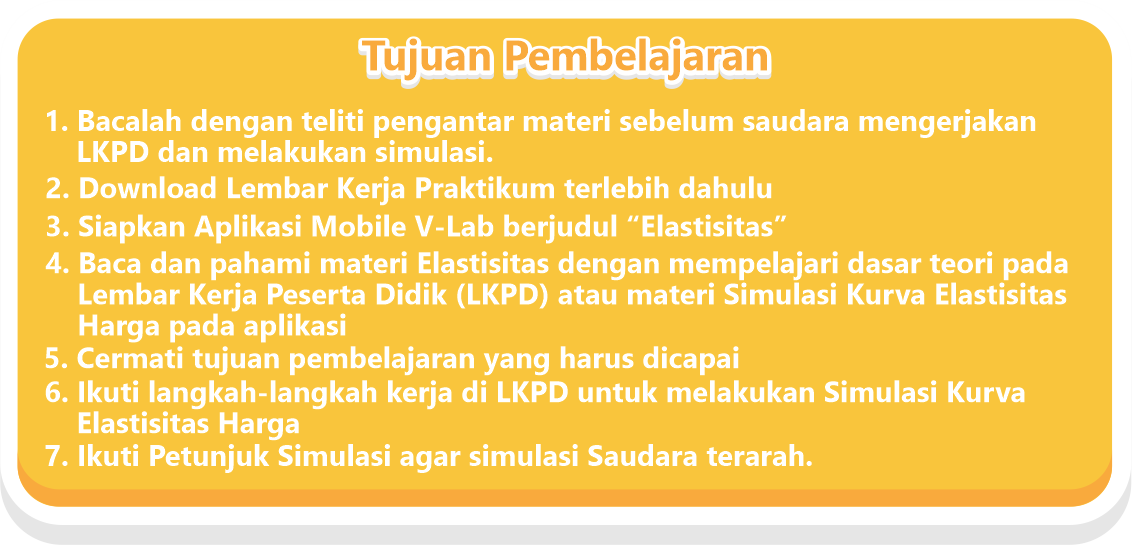 Tujuan Pembelajaran
1. Bacalah dengan teliti pengantar materi sebelum saudara mengerjakan
LKPD dan melakukan simulasi.
2. Download Lembar Kerja Praktikum terlebih dahulu
3. Siapkan Aplikasi Mobile V-Lab berjudul “Elastisitas”
4. Baca dan pahami materi Elastisitas dengan mempelajari dasar teori pada
Lembar Kerja Peserta Didik (LKPD) atau materi Simulasi Kurva Elastisitas
Harga pada aplikasi
5. Cermati tujuan pembelajaran yang harus dicapai
6. Ikuti langkah-langkah kerja di LKPD untuk melakukan Simulasi Kurva
Elastisitas Harga
7. Ikuti Petunjuk Simulasi agar simulasi Saudara terarah.